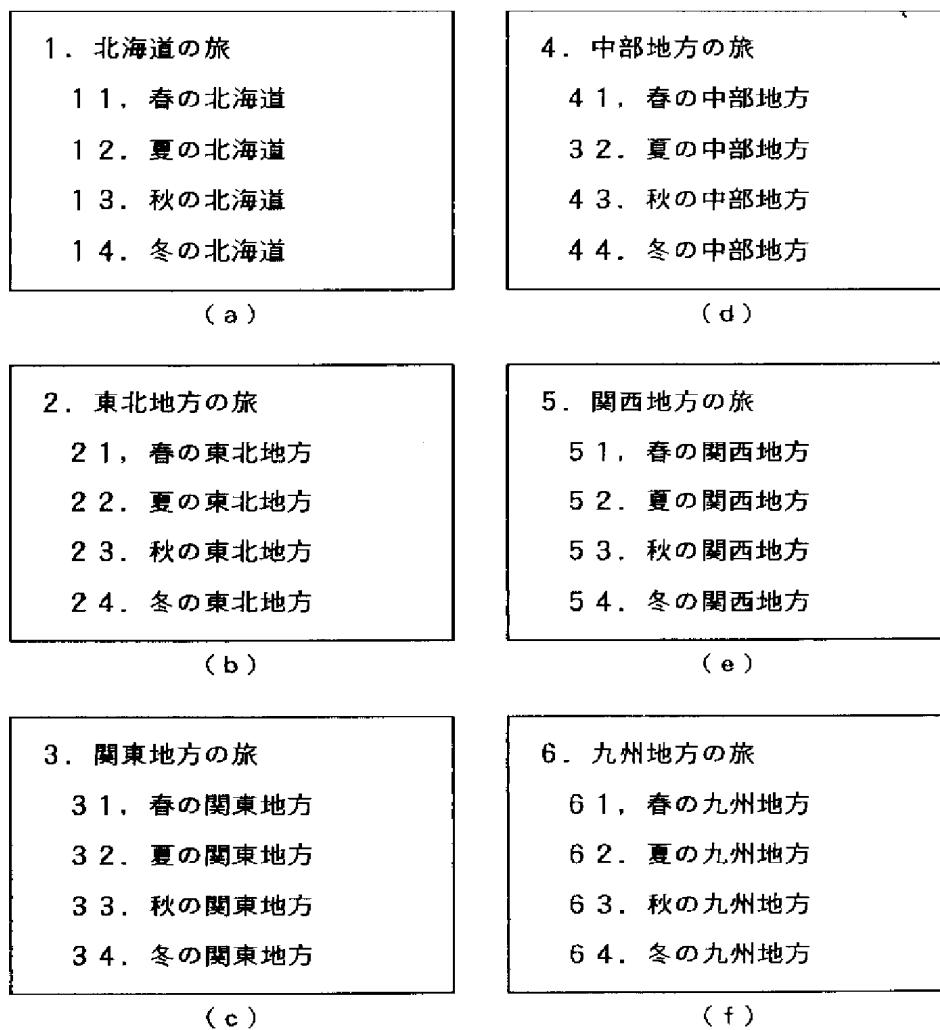 1. 北海道の旅
11, 春の北海道
12. 夏の北海道
13. 秋の北海道
14. 冬の北海道
(a)
2. 東北地方の旅
21, 春の東北地方
22. 夏の東北地方
23. 秋の東北地方
24. 冬の東北地方
(b)
3. 関東地方の旅
31, 春の関東地方
32. 夏の関東地方
33. 秋の関東地方
34. 冬の関東地方
(c)
4. 中部地方の旅
41, 春の中部地方
32. 夏の中部地方
43. 秋の中部地方
44. 冬の中部地方
(d)
5. 関西地方の旅
51, 春の関西地方
52. 夏の関西地方
53. 秋の関西地方
54. 冬の関西地方
(e)
6. 九州地方の旅
61, 春の九州地方
62. 夏の九州地方
63. 秋の九州地方
64. 冬の九州地方
(f)